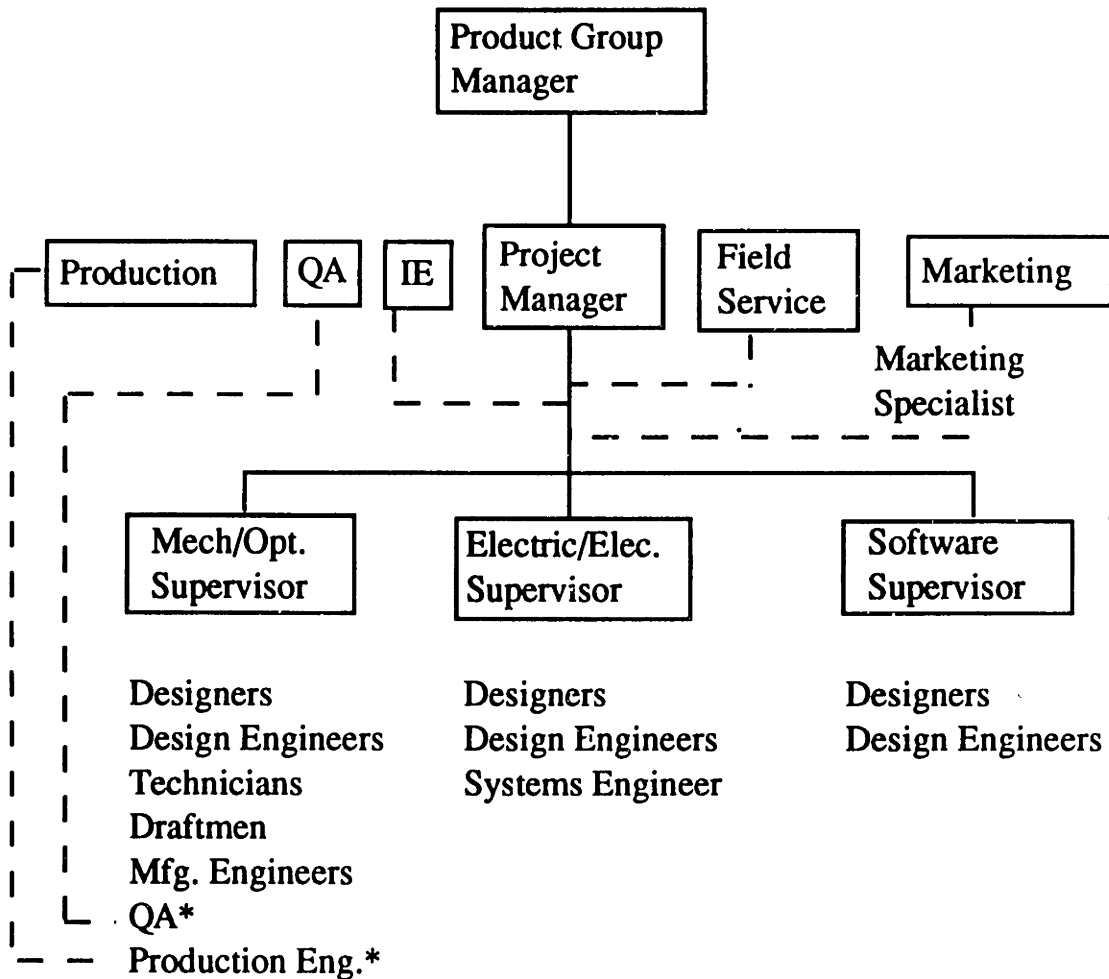 Product Group
Manager
Production
QA
IE
Project
Manager
Field
Service
Marketing
Marketing
Specialist
Mech/Opt.
Supervisor
Electric/Elec.
Supervisor
Software
Supervisor
Designers
Design Engineers
Technicians
Draftmen
Mfg. Engineers
QA*
Production Eng.*
Designers
Design Engineers
Systems Engineer
Designers
Design Engineers